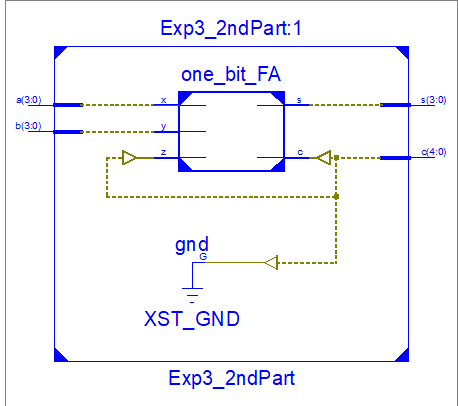 Exp3_2ndPart:1
one_bit_FA
a(3:0) x s s(3:0)
b(3:0) y
z c c(4:0)
gnd
G
XST_GND
Exp3_2ndPart